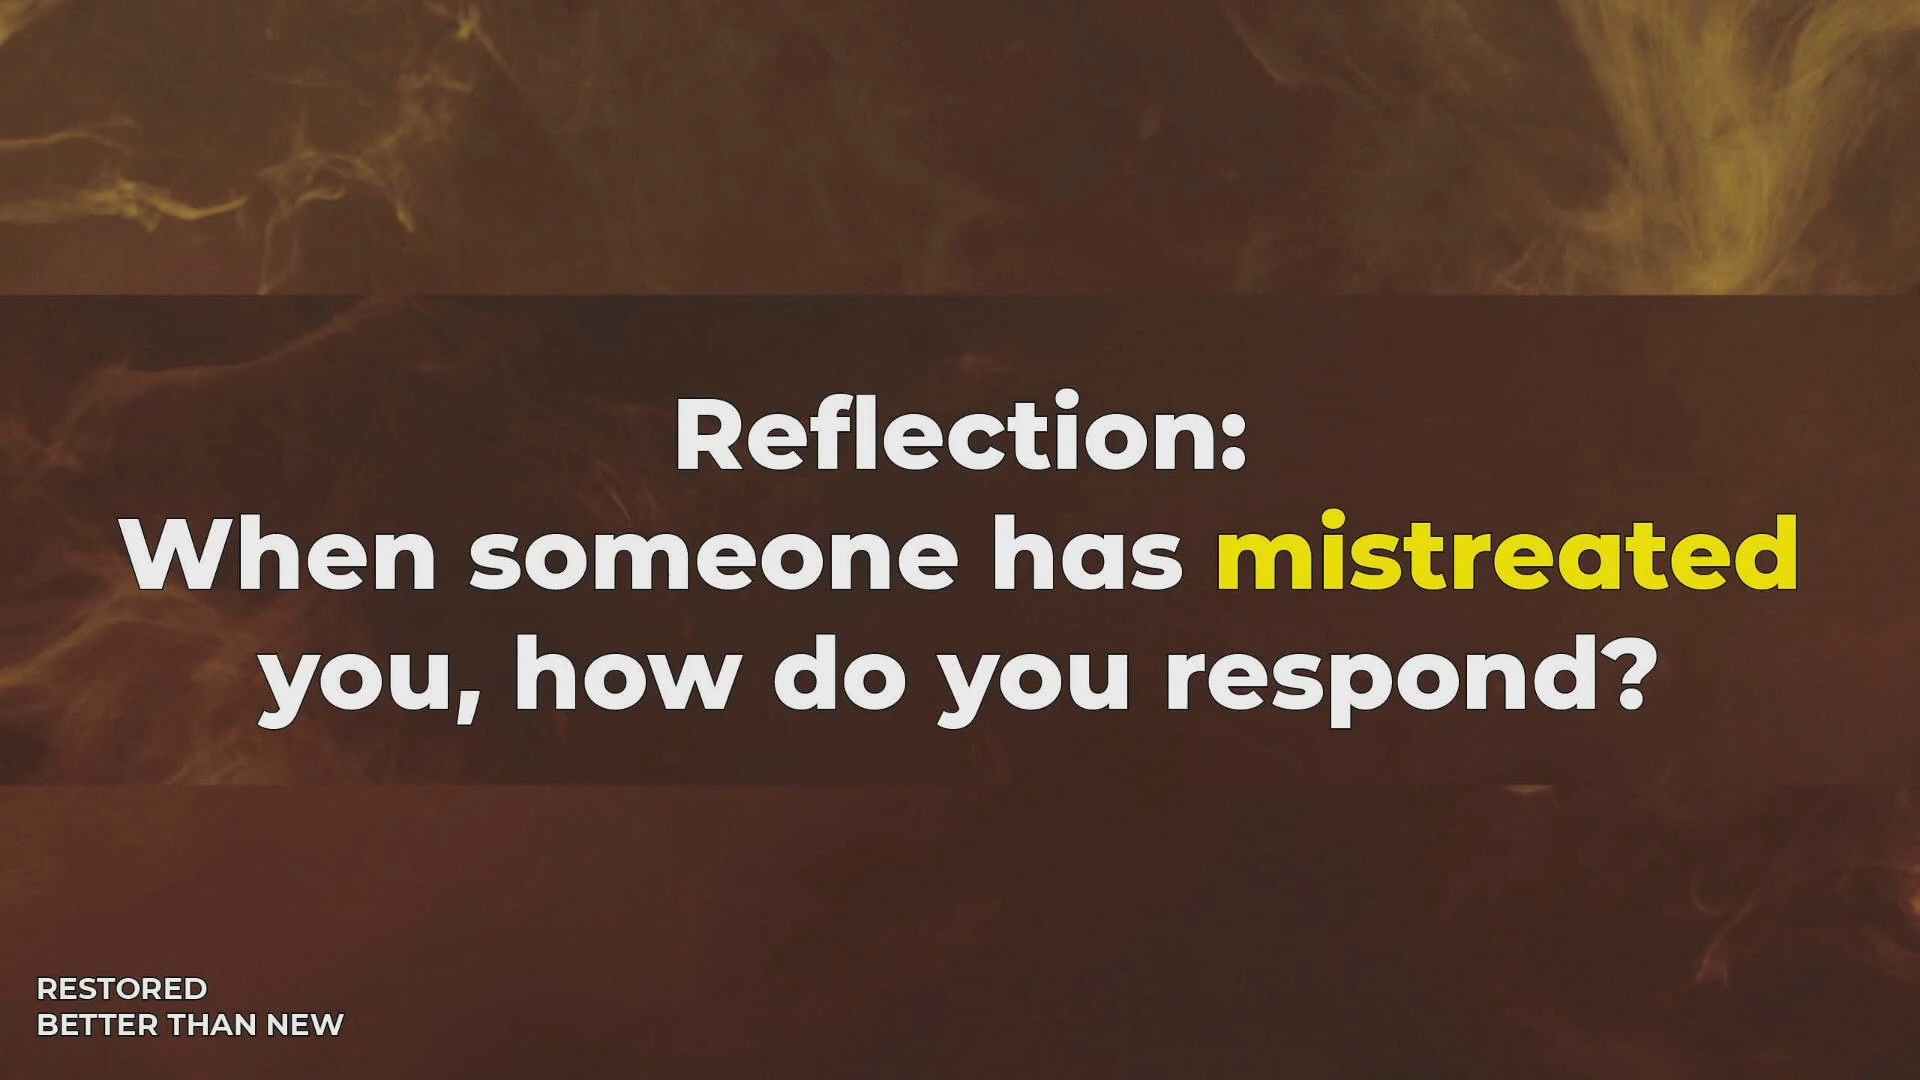 Reflection:
When someone has mistreated
you, how do you respond?
RESTORED
BETTER THAN NEW